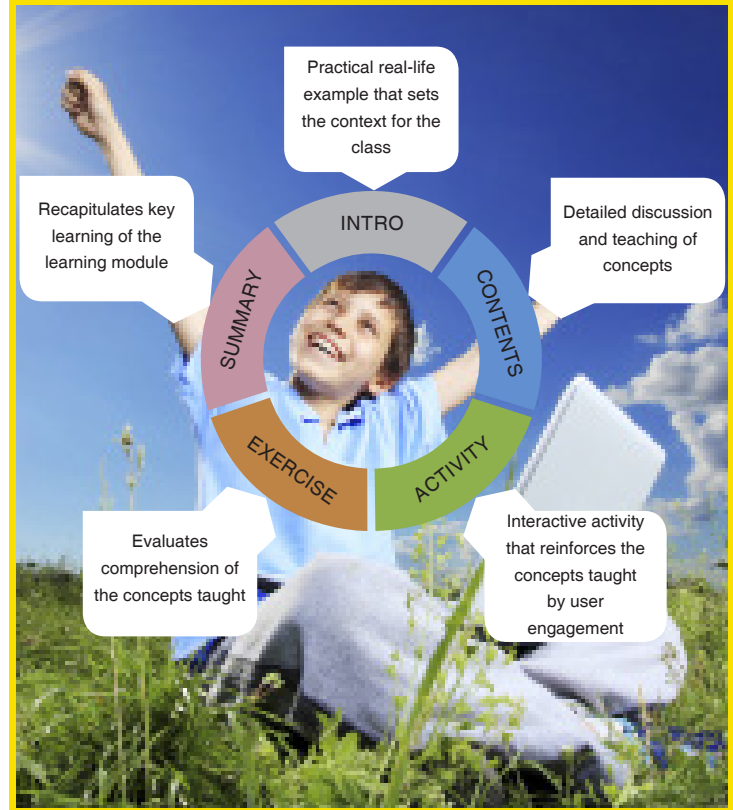 Practical real-life
example that sets
the context for the
class
INTRO
Detailed discussion
and teaching of
concepts
CONTENTS
Interactive activity
that reinforces the
concepts taught
by user
engagement
ACTIVITY
Evaluates
comprehension of
the concepts taught
EXERCISE
Recapitulates key
learning of the
learning module
SUMMARY